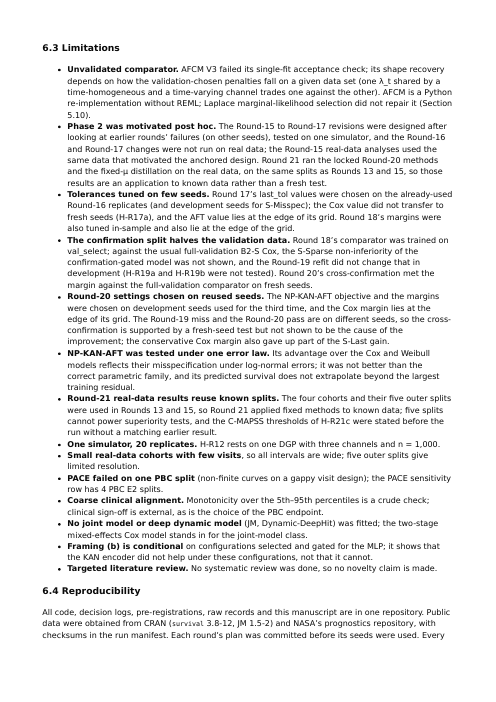 6.3 Limitations
• Unvalidated comparator. AFCM V3 failed its single-fit acceptance check; its shape recovery
depends on how the validation-chosen penalties fall on a given data set (one λ_t shared by a
time-homogeneous and a time-varying channel trades one against the other). AFCM is a Python
re-implementation without REML; Laplace marginal-likelihood selection did not repair it (Section
5.10).
• Phase 2 was motivated post hoc. The Round-15 to Round-17 revisions were designed after
looking at earlier rounds’ failures (on other seeds), tested on one simulator, and the Round-16
and Round-17 changes were not run on real data; the Round-15 real-data analyses used the
same data that motivated the anchored design. Round 21 ran the locked Round-20 methods
and the fixed-μ distillation on the real data, on the same splits as Rounds 13 and 15, so those
results are an application to known data rather than a fresh test.
• Tolerances tuned on few seeds. Round 17’s last_tol values were chosen on the already-used
Round-16 replicates (and development seeds for S-Misspec); the Cox value did not transfer to
fresh seeds (H-R17a), and the AFT value lies at the edge of its grid. Round 18’s margins were
also tuned in-sample and also lie at the edge of the grid.
• The confirmation split halves the validation data. Round 18’s comparator was trained on
val_select; against the usual full-validation B2-S Cox, the S-Sparse non-inferiority of the
confirmation-gated model was not shown, and the Round-19 refit did not change that in
development (H-R19a and H-R19b were not tested). Round 20’s cross-confirmation met the
margin against the full-validation comparator on fresh seeds.
• Round-20 settings chosen on reused seeds. The NP-KAN-AFT objective and the margins
were chosen on development seeds used for the third time, and the Cox margin lies at the
edge of its grid. The Round-19 miss and the Round-20 pass are on different seeds, so the cross-
confirmation is supported by a fresh-seed test but not shown to be the cause of the
improvement; the conservative Cox margin also gave up part of the S-Last gain.
• NP-KAN-AFT was tested under one error law. Its advantage over the Cox and Weibull
models reflects their misspecification under log-normal errors; it was not better than the
correct parametric family, and its predicted survival does not extrapolate beyond the largest
training residual.
• Round-21 real-data results reuse known splits. The four cohorts and their five outer splits
were used in Rounds 13 and 15, so Round 21 applied fixed methods to known data; five splits
cannot power superiority tests, and the C-MAPSS thresholds of H-R21c were stated before the
run without a matching earlier result.
• One simulator, 20 replicates. H-R12 rests on one DGP with three channels and n = 1,000.
• Small real-data cohorts with few visits, so all intervals are wide; five outer splits give
limited resolution.
• PACE failed on one PBC split (non-finite curves on a gappy visit design); the PACE sensitivity
row has 4 PBC E2 splits.
• Coarse clinical alignment. Monotonicity over the 5th–95th percentiles is a crude check;
clinical sign-off is external, as is the choice of the PBC endpoint.
• No joint model or deep dynamic model (JM, Dynamic-DeepHit) was fitted; the two-stage
mixed-effects Cox model stands in for the joint-model class.
• Framing (b) is conditional on configurations selected and gated for the MLP; it shows that
the KAN encoder did not help under these configurations, not that it cannot.
• Targeted literature review. No systematic review was done, so no novelty claim is made.
6.4 Reproducibility
All code, decision logs, pre-registrations, raw records and this manuscript are in one repository. Public
data were obtained from CRAN (survival 3.8-12, JM 1.5-2) and NASA’s prognostics repository, with
checksums in the run manifest. Each round’s plan was committed before its seeds were used. Every